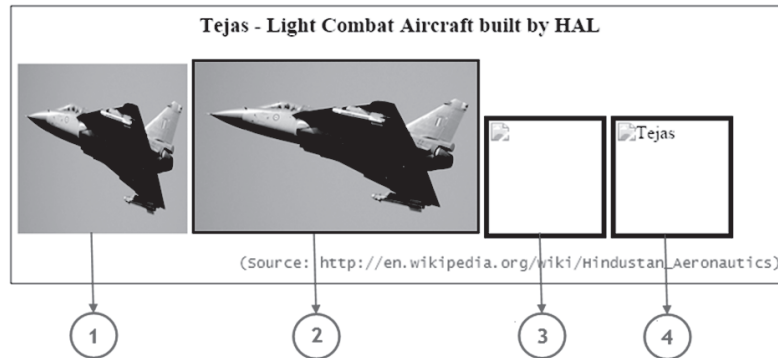 Tejas - Light Combat Aircraft built by HAL
Tejas
(Source: http://en.wikipedia.org/wiki/Hindustan_Aeronautics)
1 2 3 4